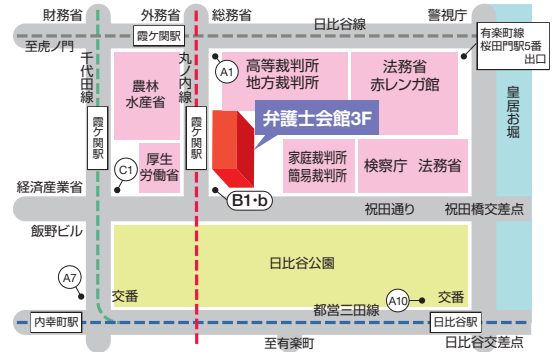 財務省
外務省
総務省
日比谷線
警視庁
有楽町線
桜田門駅5番
出口
霞ケ関駅
至虎ノ門
千代田線
農林
水産省
丸ノ内線
A1
高等裁判所
地方裁判所
法務省
赤レンガ館
皇居お堀
弁護士会館3F
霞ケ関駅
霞ケ関駅
厚生
労働省
家庭裁判所
簡易裁判所
検察庁 法務省
C1
経済産業省
B1・b
祝田通り
祝田橋交差点
飯野ビル
日比谷公園
A7
交番
A10
交番
都営三田線
内幸町駅
日比谷駅
至有楽町
日比谷交差点